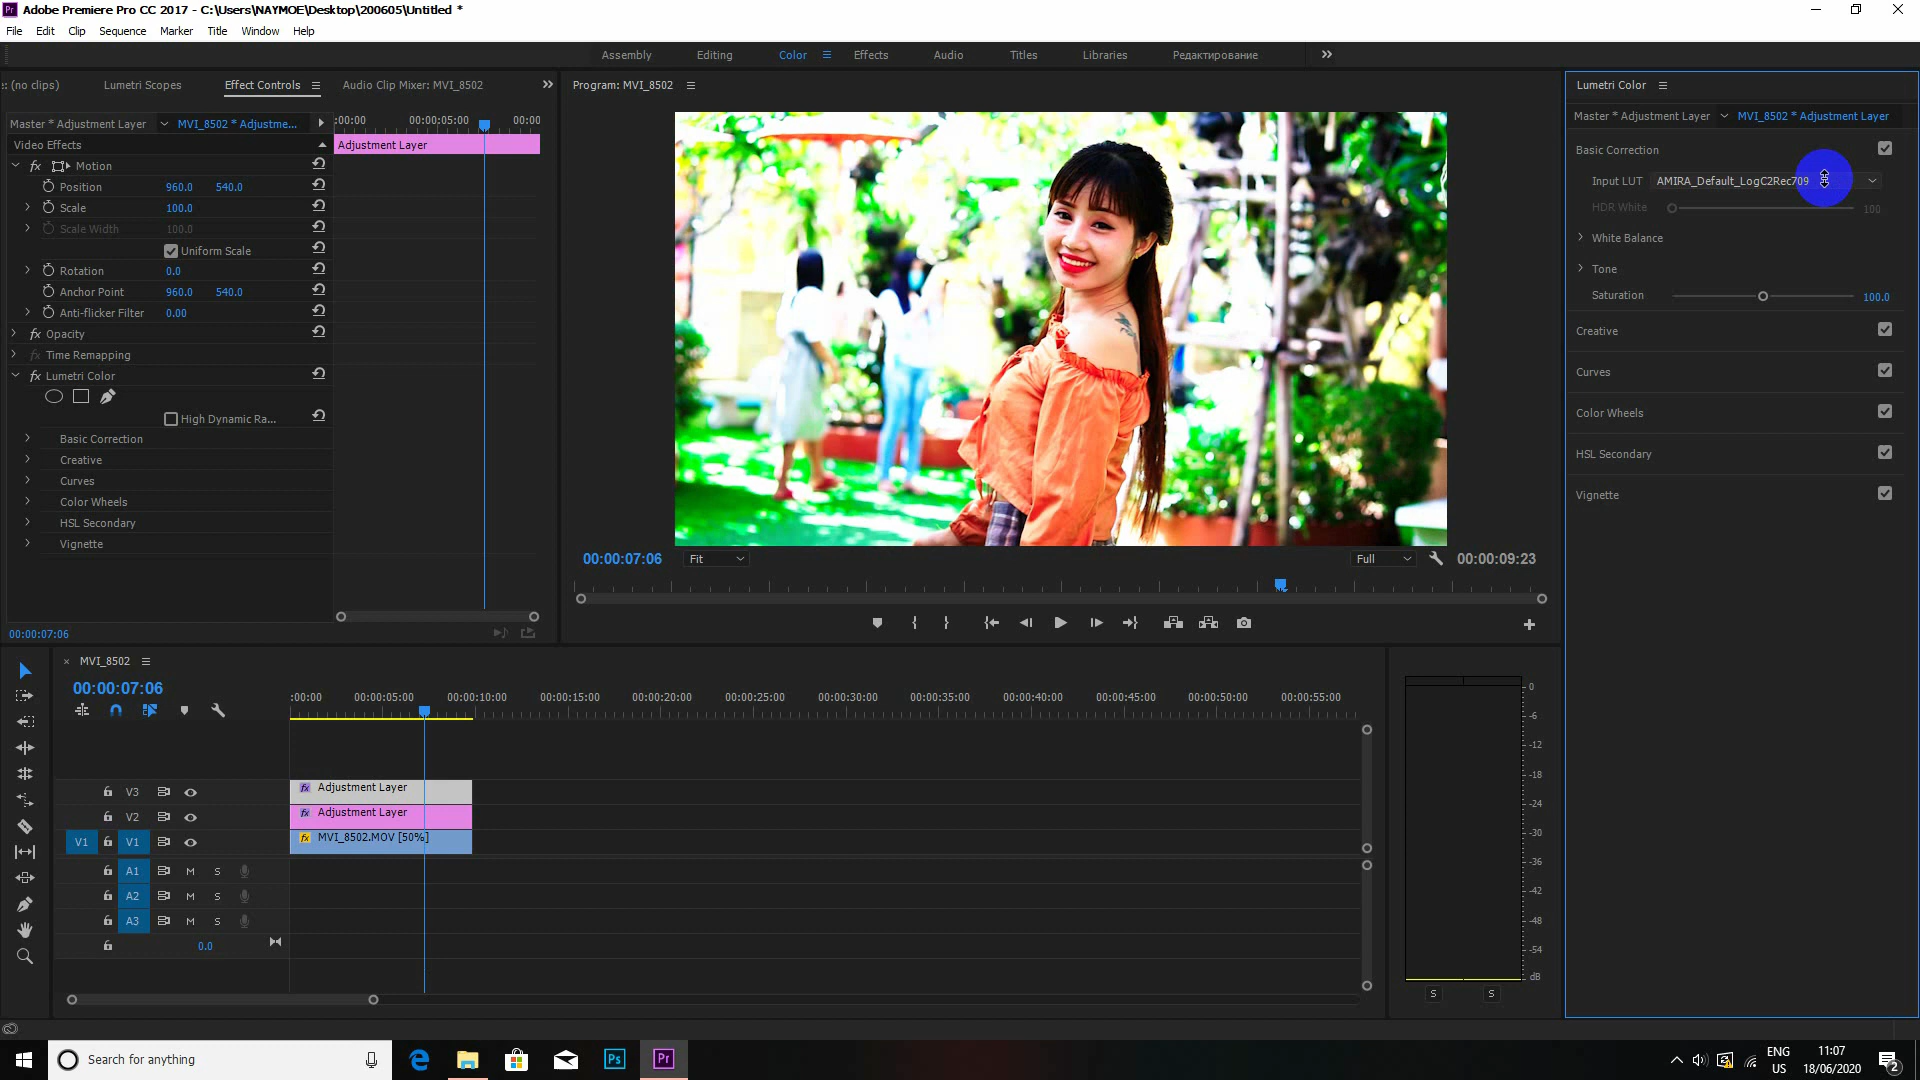 Adobe Premiere Pro CC 2017 - C:\Users\NAYMOE\Desktop\200605\Untitled *
File Edit Clip Sequence Marker Title Window Help
Assembly Editing Color Effects Audio Titles Libraries Редактирование
: (no clips) Lumetri Scopes Effect Controls Audio Clip Mixer: MVI_8502
Program: MVI_8502
Lumetri Color
Master * Adjustment Layer MVI_8502 * Adjustme...
:00:00 00:00:05:00 00:00
Video Effects
Adjustment Layer
fx Motion
Position 960.0 540.0
Scale 100.0
Scale Width 100.0
Uniform Scale
Rotation 0.0
Anchor Point 960.0 540.0
Anti-flicker Filter 0.00
fx Opacity
fx Time Remapping
fx Lumetri Color
High Dynamic Ra...
Basic Correction
Creative
Curves
Color Wheels
HSL Secondary
Vignette
00:00:07:06
00:00:07:06 Fit Full 00:00:09:23
Master * Adjustment Layer MVI_8502 * Adjustment Layer
Basic Correction
Input LUT AMIRA_Default_LogC2Rec709
HDR White 100
White Balance
Tone
Saturation 100.0
Creative
Curves
Color Wheels
HSL Secondary
Vignette
× MVI_8502
00:00:07:06
:00:00 00:00:05:00 00:00:10:00 00:00:15:00 00:00:20:00 00:00:25:00 00:00:30:00 00:00:35:00 00:00:40:00 00:00:45:00 00:00:50:00 00:00:55:00
V3 fx Adjustment Layer
V2 fx Adjustment Layer
V1 V1 fx MVI_8502.MOV [50%]
A1 M S
A2 M S
A3 M S
0.0
0
-6
-12
-18
-24
-30
-36
-42
-48
-54
dB
S S
Search for anything
Ps Pr
ENG
US
11:07
18/06/2020
2